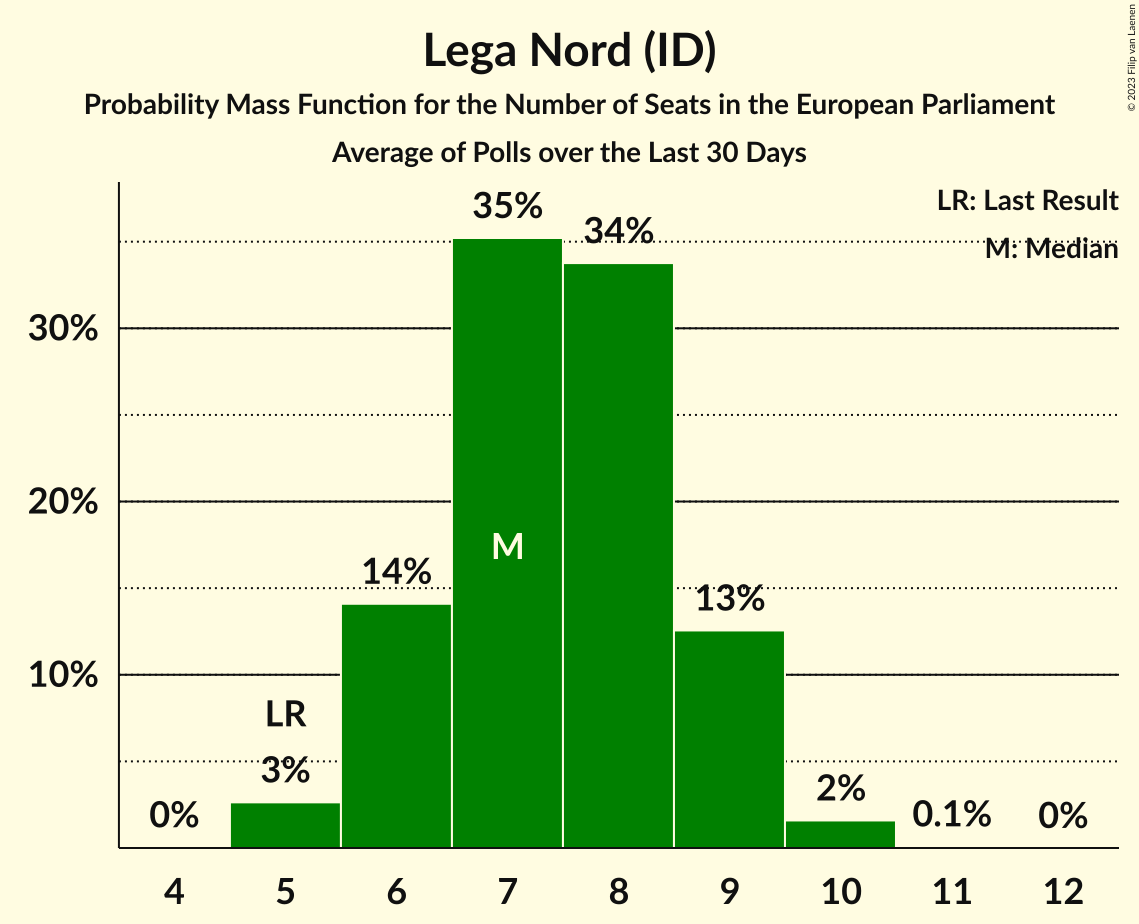 Lega Nord (ID)
Probability Mass Function for the Number of Seats in the European Parliament
Average of Polls over the Last 30 Days
© 2023 Filip van Laenen
LR: Last Result
M: Median
35%
34%
30%
20%
M
14%
13%
10%
LR
3%
2%
0%
0.1%
0%
4 5 6 7 8 9 10 11 12